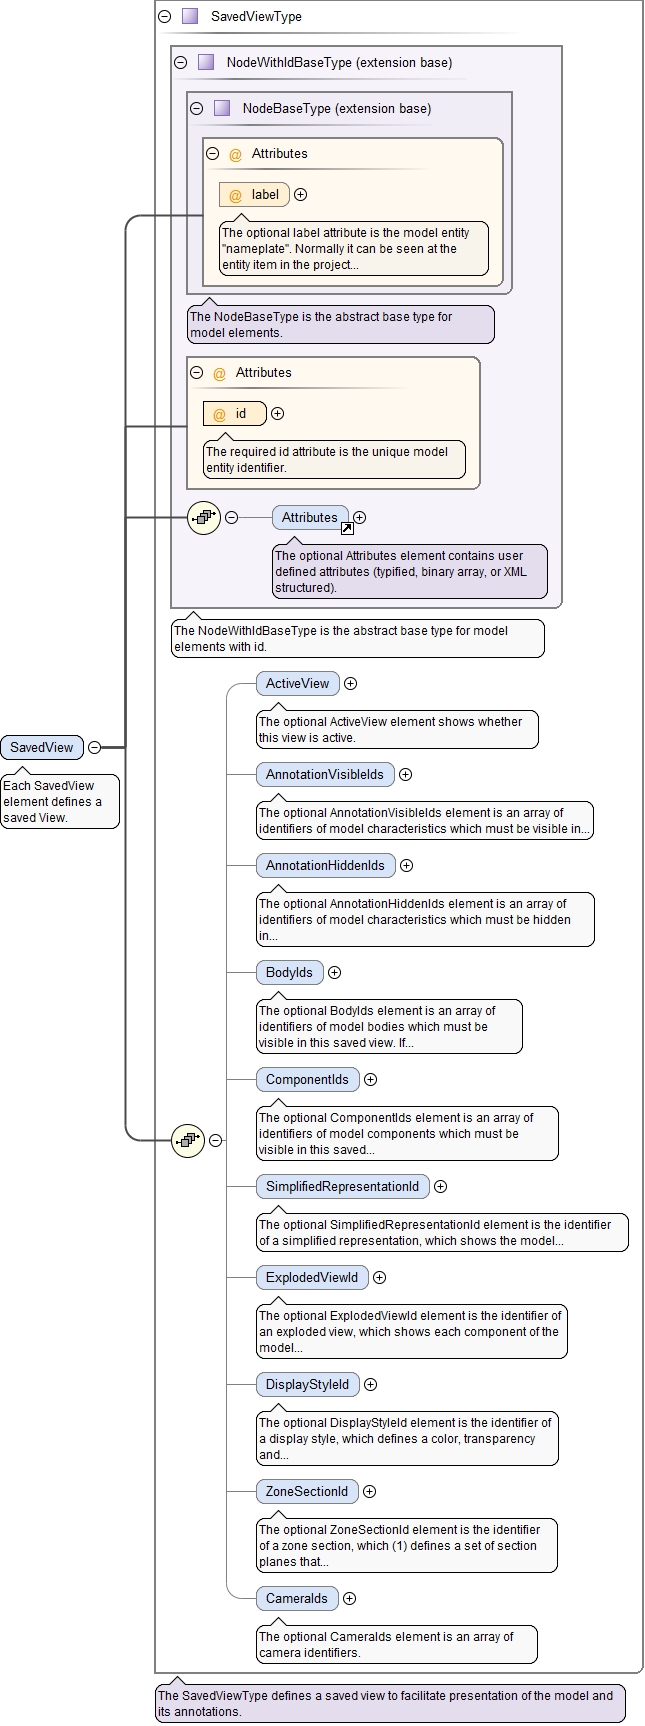 SavedViewType
NodeWithIdBaseType (extension base)
NodeBaseType (extension base)
@ Attributes
@ label
The optional label attribute is the model entity
"nameplate". Normally it can be seen at the
entity item in the project...
The NodeBaseType is the abstract base type for
model elements.
@ Attributes
@ id
The required id attribute is the unique model
entity identifier.
Attributes
The optional Attributes element contains user
defined attributes (typified, binary array, or XML
structured).
The NodeWithIdBaseType is the abstract base type for model
elements with id.
SavedView
Each SavedView
element defines a
saved View.
ActiveView
The optional ActiveView element shows whether
this view is active.
AnnotationVisibleIds
The optional AnnotationVisibleIds element is an array of
identifiers of model characteristics which must be visible in...
AnnotationHiddenIds
The optional AnnotationHiddenIds element is an array of
identifiers of model characteristics which must be hidden
in...
BodyIds
The optional BodyIds element is an array of
identifiers of model bodies which must be
visible in this saved view. If...
ComponentIds
The optional ComponentIds element is an array of
identifiers of model components which must be
visible in this saved...
SimplifiedRepresentationId
The optional SimplifiedRepresentationId element is the identifier
of a simplified representation, which shows the model...
ExplodedViewId
The optional ExplodedViewId element is the identifier of
an exploded view, which shows each component of the
model...
DisplayStyleId
The optional DisplayStyleId element is the identifier of
a display style, which defines a color, transparency
and...
ZoneSectionId
The optional ZoneSectionId element is the identifier
of a zone section, which (1) defines a set of section
planes that...
CameraIds
The optional CameraIds element is an array of
camera identifiers.
The SavedViewType defines a saved view to facilitate presentation of the model and
its annotations.